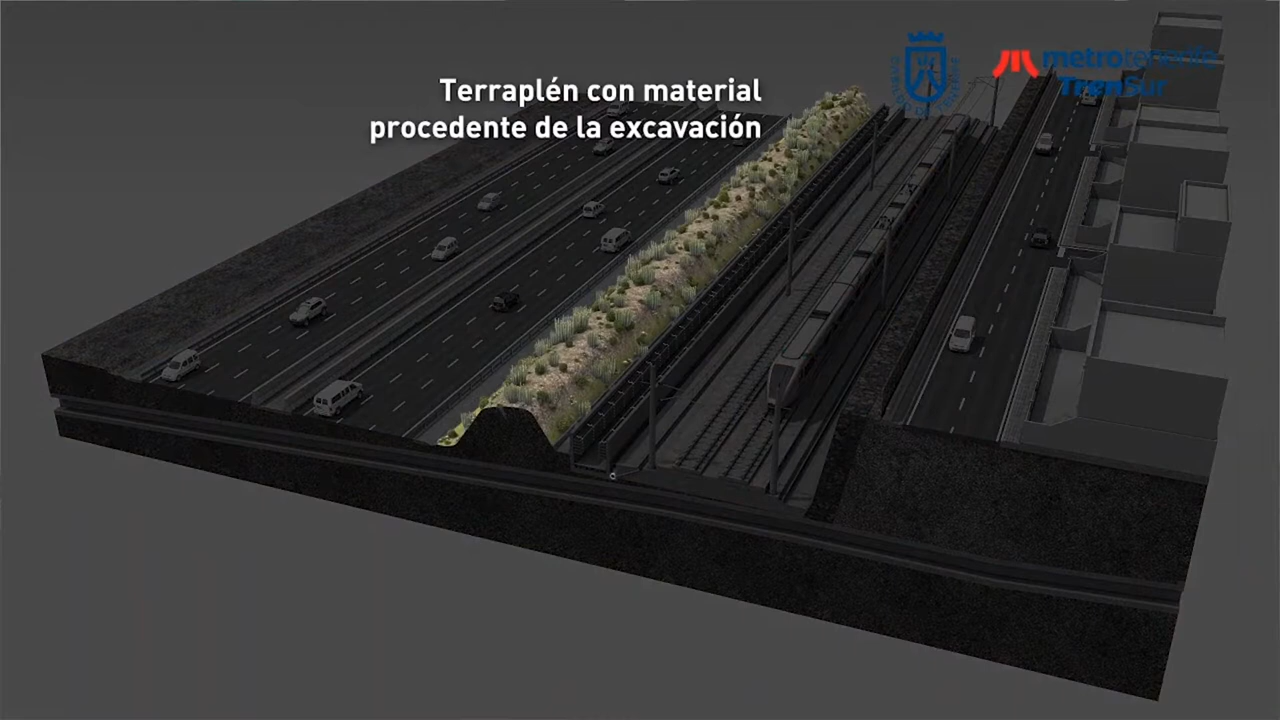 Terraplén con material
procedente de la excavación
metrotenerife
TrenSur